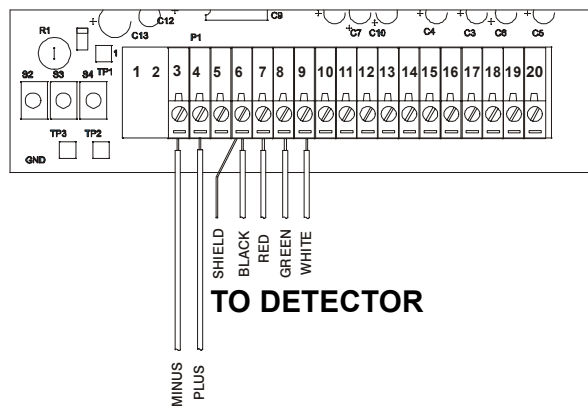 C12 C9
R1 C13 P1 C7 C10 C4 C3 C6 C5
1
TP1
S2 S3 S4
1 2 3 4 5 6 7 8 9 10 11 12 13 14 15 16 17 18 19 20
TP3 TP2
GND
SHIELD
BLACK
RED
GREEN
WHITE
TO DETECTOR
MINUS
PLUS